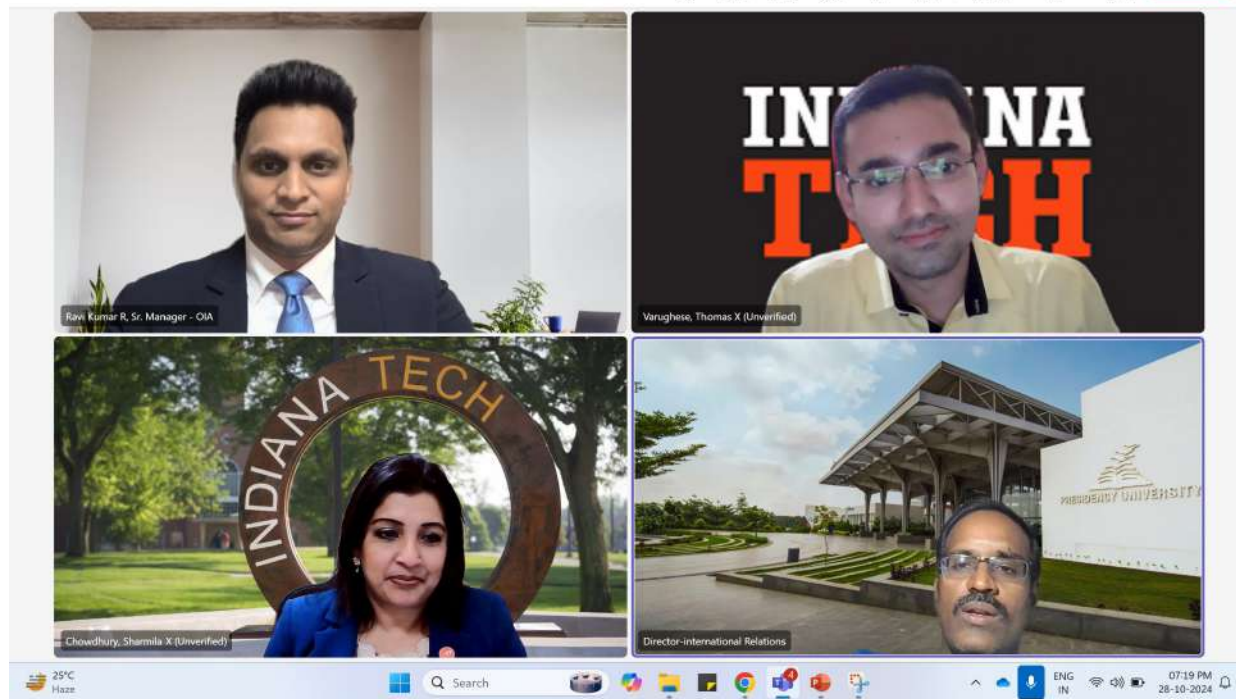 Ravi Kumar R, Sr. Manager - OIA
INDIANA
TECH
Varughese, Thomas X (Unverified)
INDIANA TECH
Chowdhury, Sharmila X (Unverified)
PRESIDENCY UNIVERSITY
Director-international Relations
25°C
Haze
Search
4
ENG
IN
07:19 PM
28-10-2024